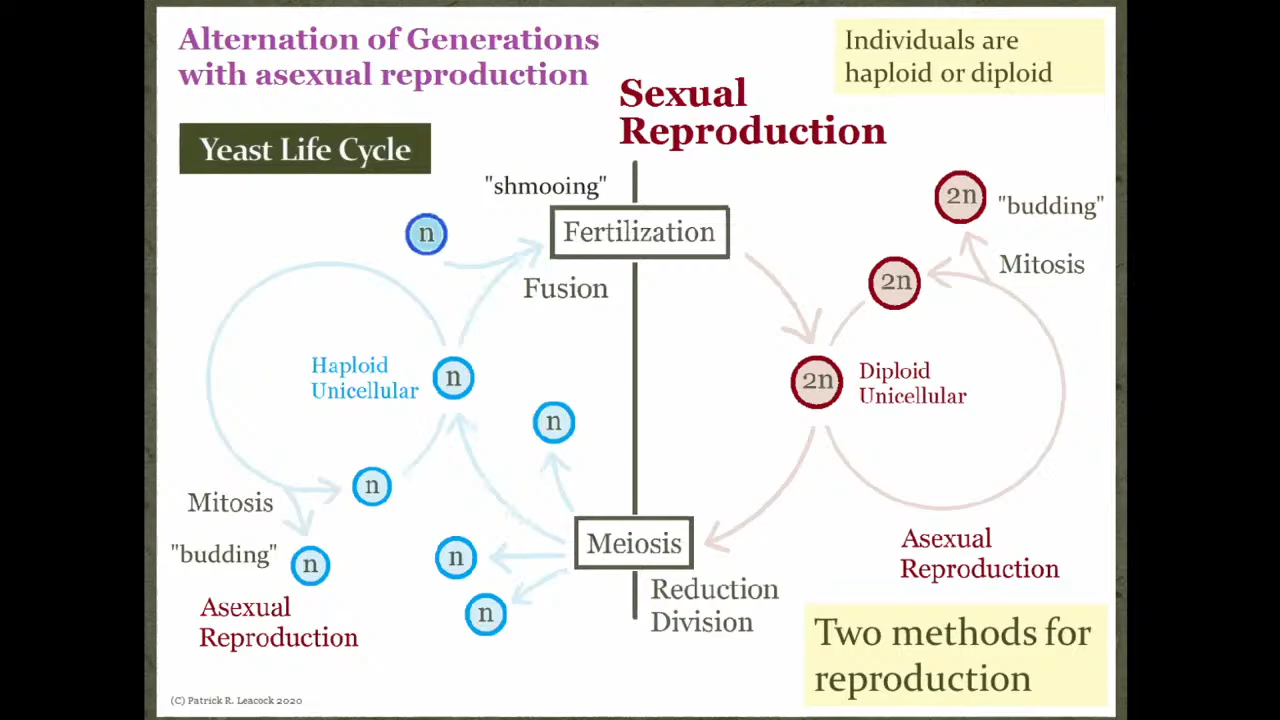 Alternation of Generations
with asexual reproduction
Individuals are
haploid or diploid
Sexual
Reproduction
Yeast Life Cycle
"shmooing"
2n
"budding"
n
Fertilization
Mitosis
2n
Fusion
Haploid
Unicellular
n
2n
Diploid
Unicellular
n
n
Mitosis
"budding"
n
n
n
Meiosis
Reduction
Division
Asexual
Reproduction
Asexual
Reproduction
Two methods for
reproduction
(C) Patrick R. Leacock 2020